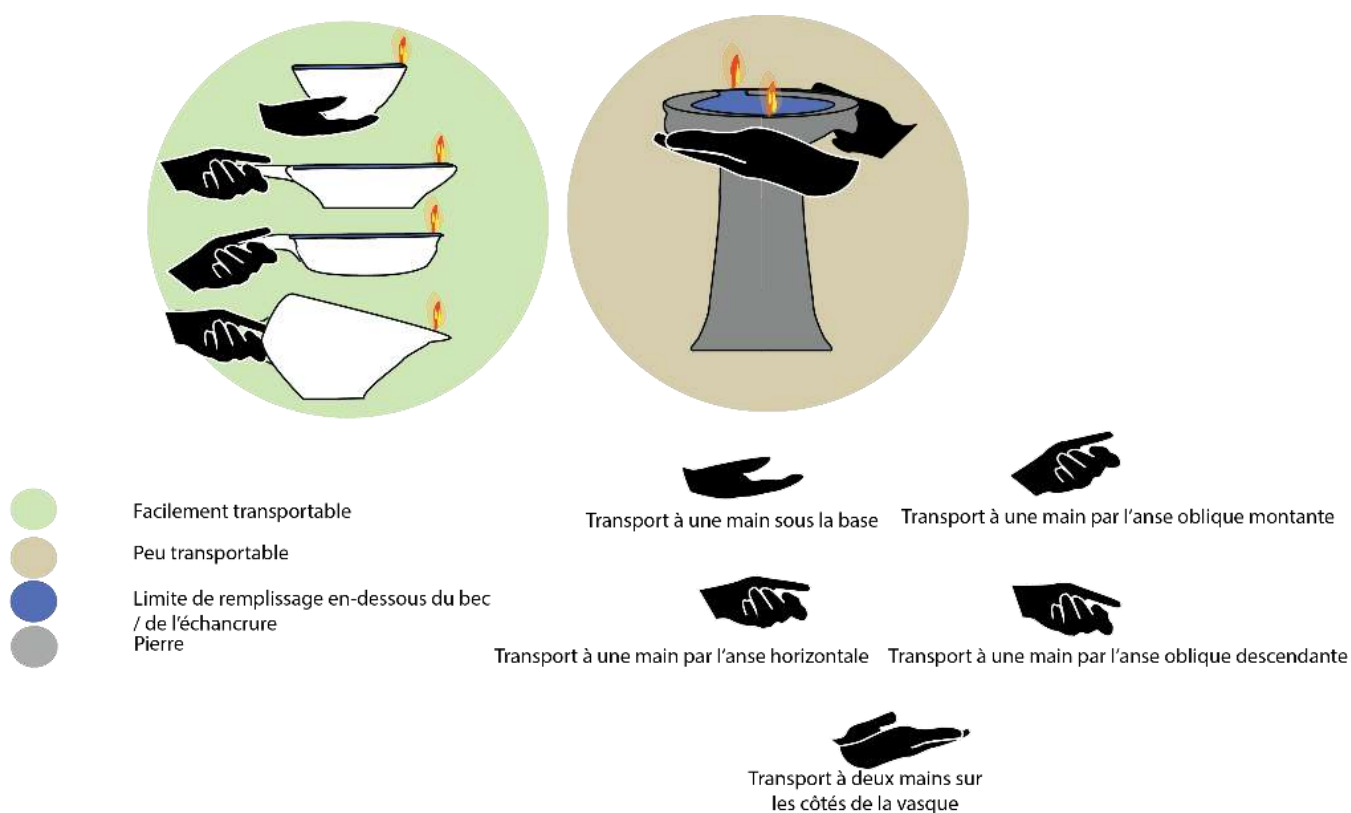 Facilement transportable
Peu transportable
Limite de remplissage en-dessous du bec
/ de l'échancrure
Pierre
Transport à une main sous la base
Transport à une main par l'anse oblique montante
Transport à une main par l'anse horizontale
Transport à une main par l'anse oblique descendante
Transport à deux mains sur
les côtés de la vasque